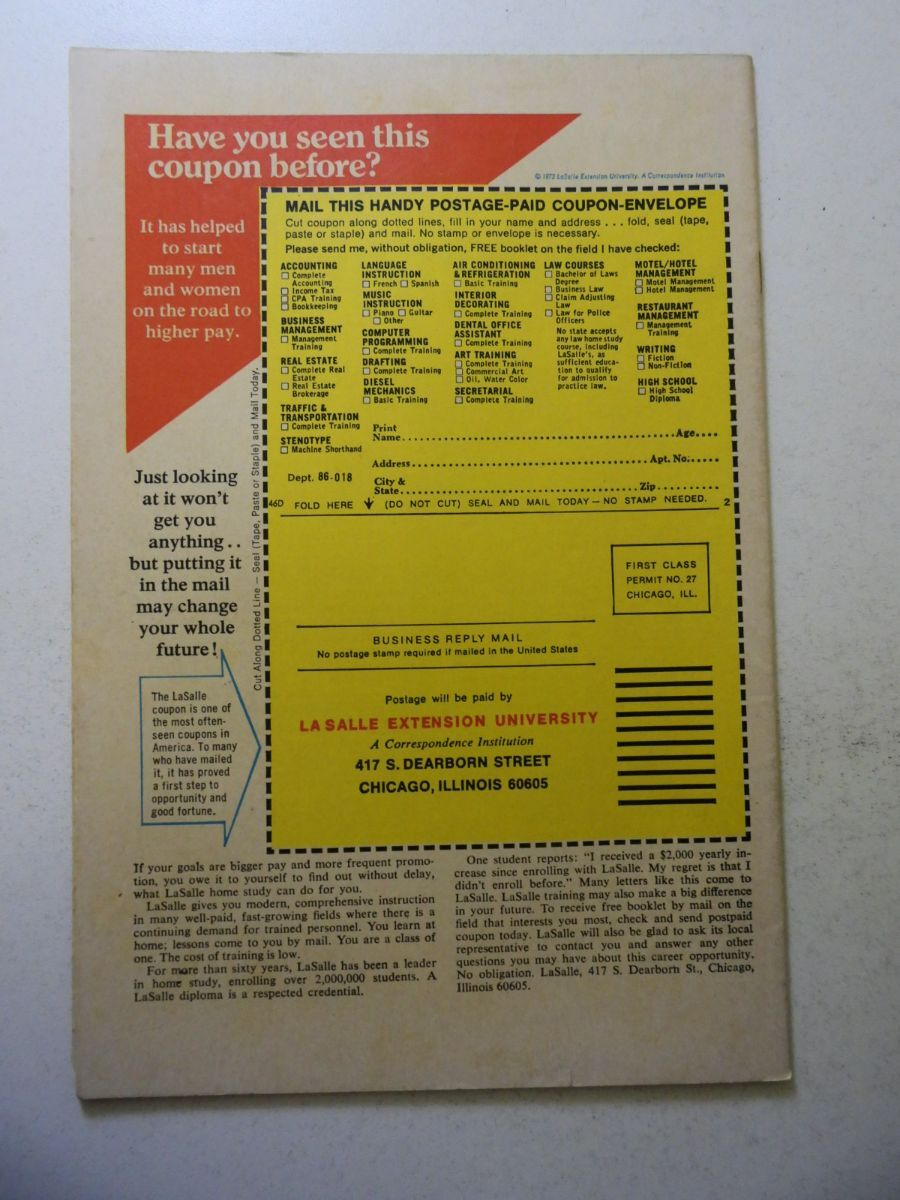 Have you seen this
coupon before?
© 1973 LaSalle Extension University. A Correspondence Institution
It has helped
to start
many men
and women
on the road to
higher pay.
MAIL THIS HANDY POSTAGE-PAID COUPON-ENVELOPE
Cut coupon along dotted lines, fill in your name and address . . . fold, seal (tape,
paste or staple) and mail. No stamp or envelope is necessary.
Please send me, without obligation, FREE booklet on the field I have checked:
ACCOUNTING
☐ Complete
Accounting
☐ Income Tax
☐ CPA Training
☐ Bookkeeping
BUSINESS
MANAGEMENT
☐ Management
Training
REAL ESTATE
☐ Complete Real
Estate
☐ Real Estate
Brokerage
TRAFFIC &
TRANSPORTATION
☐ Complete Training
STENOTYPE
☐ Machine Shorthand
LANGUAGE
INSTRUCTION
☐ French ☐ Spanish
MUSIC
INSTRUCTION
☐ Piano ☐ Guitar
☐ Other
COMPUTER
PROGRAMMING
☐ Complete Training
DRAFTING
☐ Complete Training
DIESEL
MECHANICS
☐ Basic Training
AIR CONDITIONING
& REFRIGERATION
☐ Basic Training
INTERIOR
DECORATING
☐ Complete Training
DENTAL OFFICE
ASSISTANT
☐ Complete Training
ART TRAINING
☐ Complete Training
☐ Commercial Art
☐ Oil, Water Color
SECRETARIAL
☐ Complete Training
LAW COURSES
☐ Bachelor of Laws
Degree
☐ Business Law
☐ Claim Adjusting
Law
☐ Law for Police
Officers
No state accepts
any law home study
course, including
LaSalle's, as
sufficient educa-
tion to qualify
for admission to
practice law.
MOTEL/HOTEL
MANAGEMENT
☐ Motel Management
☐ Hotel Management
RESTAURANT
MANAGEMENT
☐ Management
Training
WRITING
☐ Fiction
☐ Non-Fiction
HIGH SCHOOL
☐ High School
Diploma
Print
Name.............Age....
Address.............Apt. No......
Dept. 86-018
City &
State.............Zip..........
46D FOLD HERE ↓ (DO NOT CUT) SEAL AND MAIL TODAY — NO STAMP NEEDED. 2
Cut Along Dotted Line — Seal (Tape, Paste or Staple) and Mail Today.
Just looking
at it won't
get you
anything . .
but putting it
in the mail
may change
your whole
future!
The LaSalle
coupon is one of
the most often-
seen coupons in
America. To many
who have mailed
it, it has proved
a first step to
opportunity and
good fortune.
FIRST CLASS
PERMIT NO. 27
CHICAGO, ILL.
BUSINESS REPLY MAIL
No postage stamp required if mailed in the United States
Postage will be paid by
LA SALLE EXTENSION UNIVERSITY
A Correspondence Institution
417 S. DEARBORN STREET
CHICAGO, ILLINOIS 60605
If your goals are bigger pay and more frequent promo-
tion, you owe it to yourself to find out without delay,
what LaSalle home study can do for you.
LaSalle gives you modern, comprehensive instruction
in many well-paid, fast-growing fields where there is a
continuing demand for trained personnel. You learn at
home; lessons come to you by mail. You are a class of
one. The cost of training is low.
For more than sixty years, LaSalle has been a leader
in home study, enrolling over 2,000,000 students. A
LaSalle diploma is a respected credential.
One student reports: "I received a $2,000 yearly in-
crease since enrolling with LaSalle. My regret is that I
didn't enroll before." Many letters like this come to
LaSalle. LaSalle training may also make a big difference
in your future. To receive free booklet by mail on the
field that interests you most, check and send postpaid
coupon today. LaSalle will also be glad to ask its local
representative to contact you and answer any other
questions you may have about this career opportunity.
No obligation. LaSalle, 417 S. Dearborn St., Chicago,
Illinois 60605.